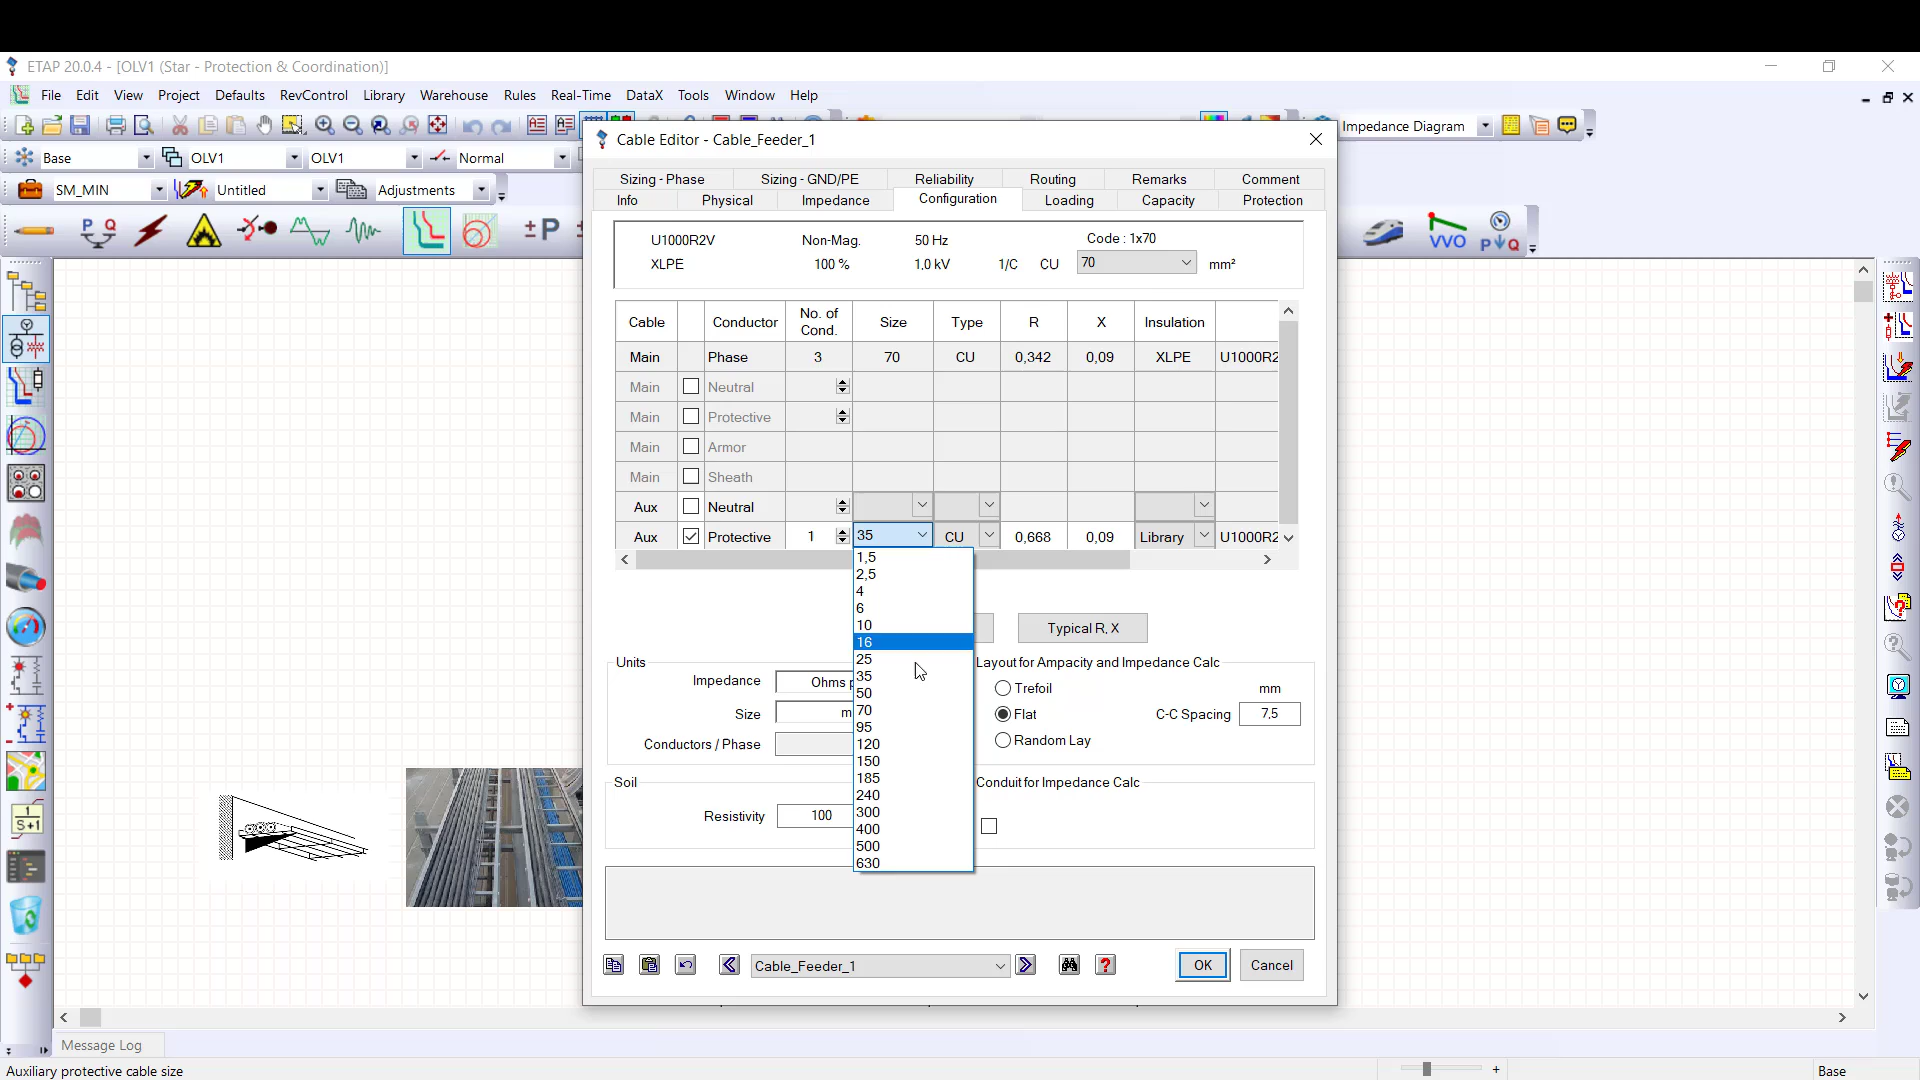 ETAP 20.0.4 - [OLV1 (Star - Protection & Coordination)]
File Edit View Project Defaults RevControl Library Warehouse Rules Real-Time DataX Tools Window Help
Impedance Diagram
Base OLV1 OLV1 Normal
SM_MIN Untitled Adjustments
P Q ± P VVO P Q
Cable Editor - Cable_Feeder_1
Sizing - Phase Sizing - GND/PE Reliability Routing Remarks Comment
Info Physical Impedance Configuration Loading Capacity Protection
U1000R2V Non-Mag. 50 Hz Code : 1x70
XLPE 100 % 1,0 kV 1/C CU 70 mm²
Cable Conductor No. of Cond. Size Type R X Insulation
Main Phase 3 70 CU 0,342 0,09 XLPE U1000R2
Main Neutral
Main Protective
Main Armor
Main Sheath
Aux Neutral
Aux Protective 1 35 CU 0,668 0,09 Library U1000R2
1,5
2,5
4
6
10
16
25
35
50
70
95
120
150
185
240
300
400
500
630
Typical R, X
Units
Impedance Ohms p
Size m
Conductors / Phase
Layout for Ampacity and Impedance Calc
Trefoil mm
Flat C-C Spacing 7,5
Random Lay
Soil
Resistivity 100
Conduit for Impedance Calc
Cable_Feeder_1 OK Cancel
1
S+1
Message Log
Auxiliary protective cable size
Base